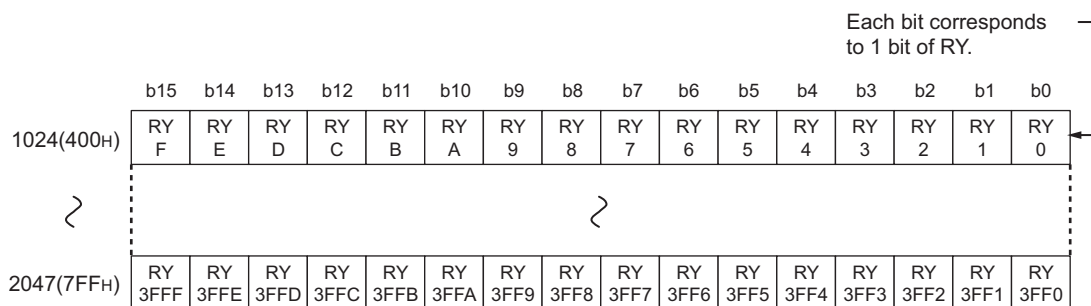 Each bit corresponds
to 1 bit of RY.
b15 b14 b13 b12 b11 b10 b9 b8 b7 b6 b5 b4 b3 b2 b1 b0
1024(400H) RY RY RY RY RY RY RY RY RY RY RY RY RY RY RY RY
F E D C B A 9 8 7 6 5 4 3 2 1 0
2047(7FFH) RY RY RY RY RY RY RY RY RY RY RY RY RY RY RY RY
3FFF 3FFE 3FFD 3FFC 3FFB 3FFA 3FF9 3FF8 3FF7 3FF6 3FF5 3FF4 3FF3 3FF2 3FF1 3FF0